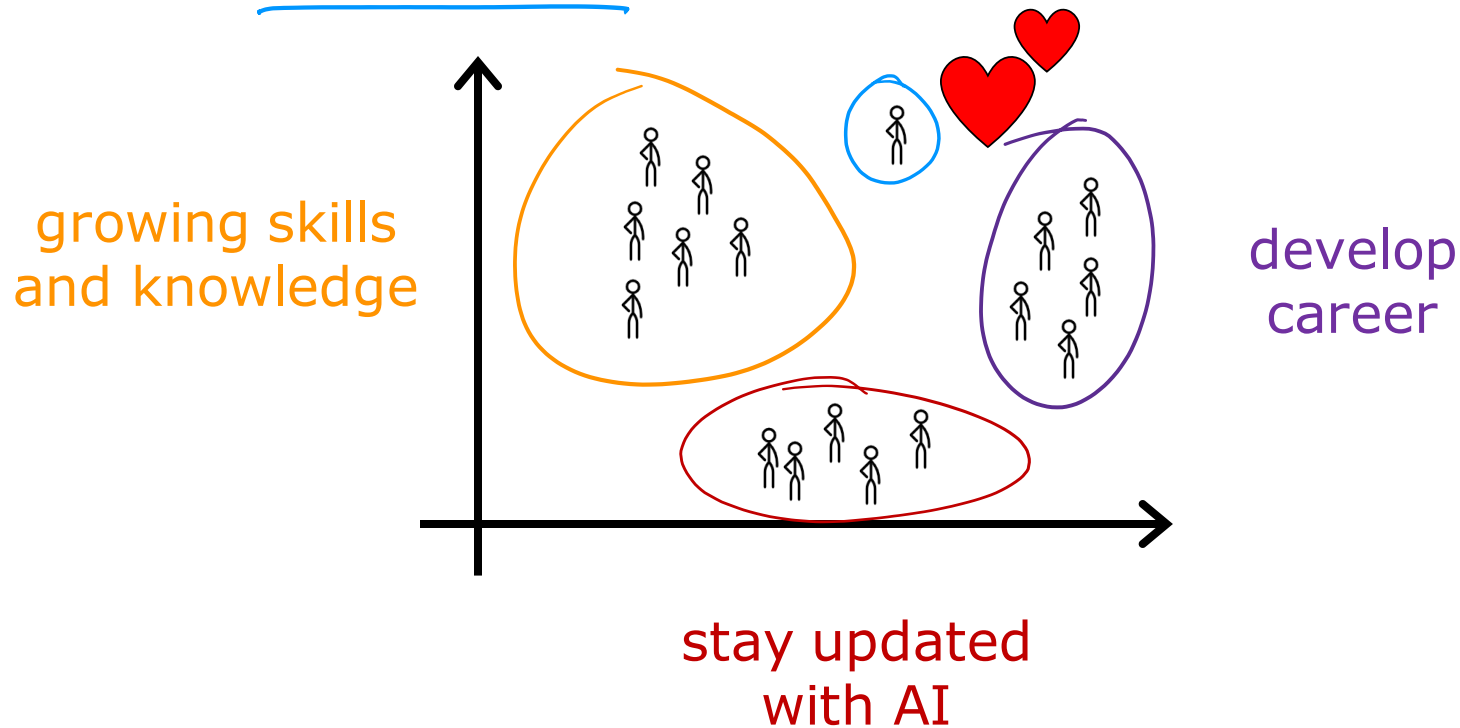 growing skills
and knowledge
develop
career
stay updated
with AI